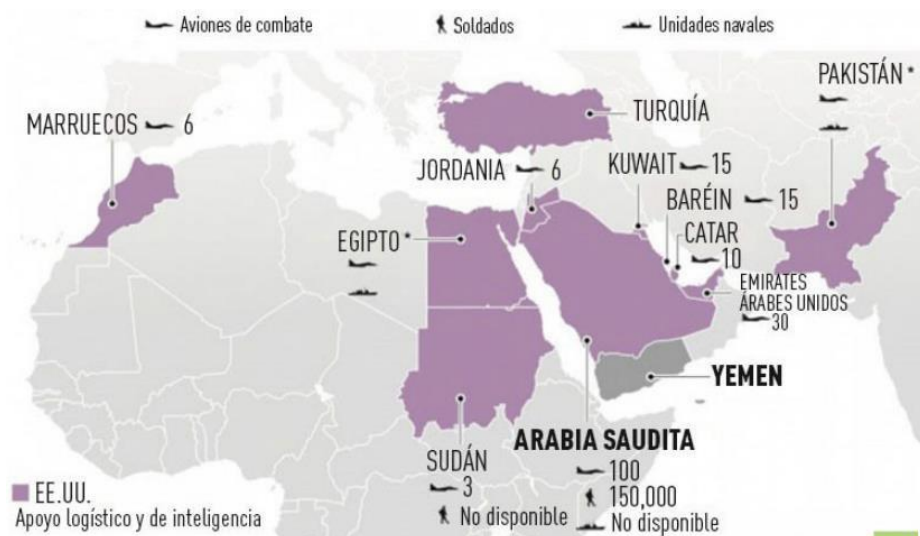 Aviones de combate
Soldados
Unidades navales
PAKISTÁN*
MARRUECOS 6
TURQUÍA
JORDANIA 6
KUWAIT 15
BARÉIN 15
EGIPTO*
CATAR
10
EMIRATES
ÁRABES UNIDOS
30
YEMEN
ARABIA SAUDITA
100
150,000
No disponible
SUDÁN
3
No disponible
EE.UU.
Apoyo logístico y de inteligencia